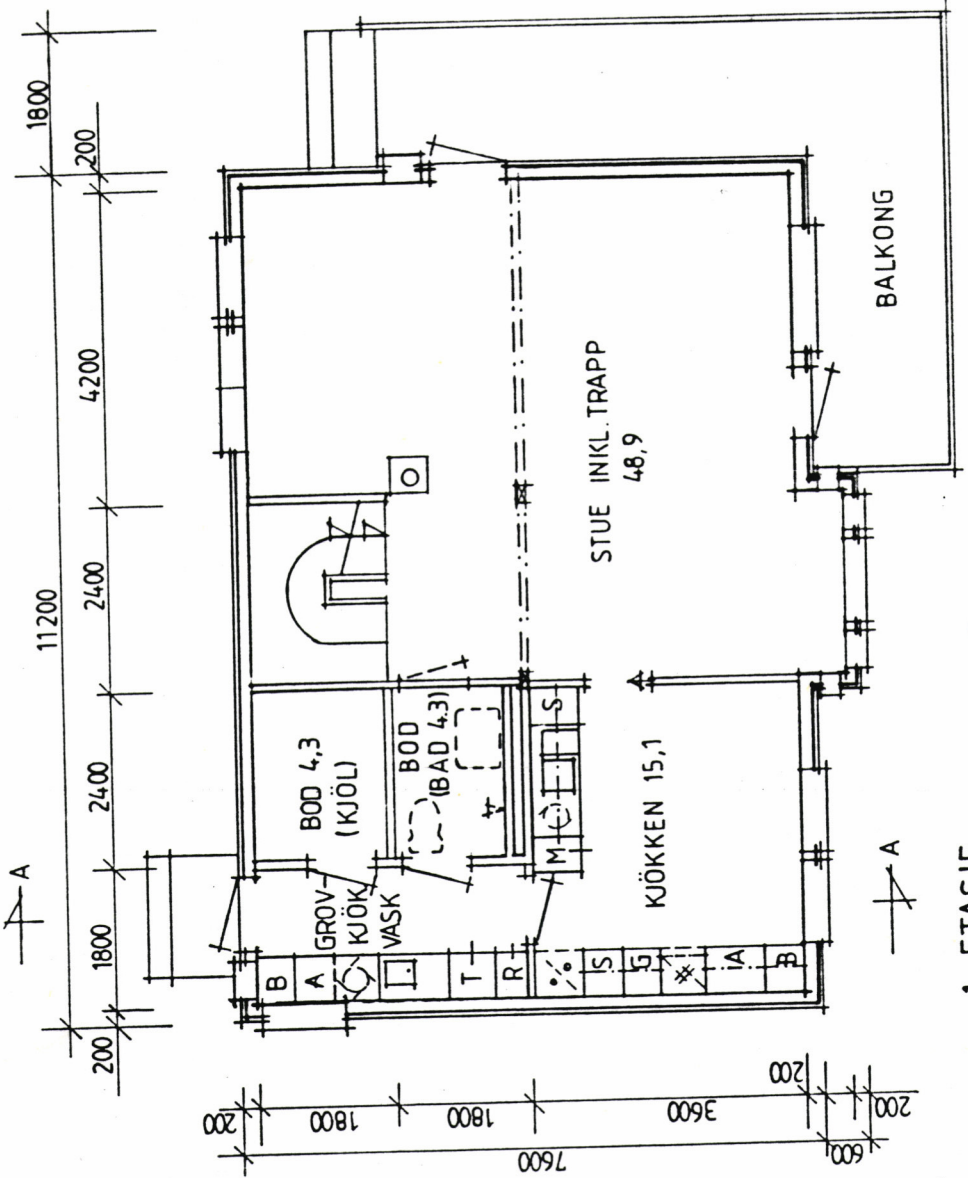 1800
200
11200
4200
2400
2400
1800
200
A
BALKONG
STUE INKL.TRAPP
48,9
BOD 4,3
(KJÖL)
BOD
(BAD 4.3)
GROV-
KJÖK
VASK
KJÖKKEN 15,1
S
M
B
A
T
R
S
G
A
B
A
200
1800
1800
3600
200
200
7600
600